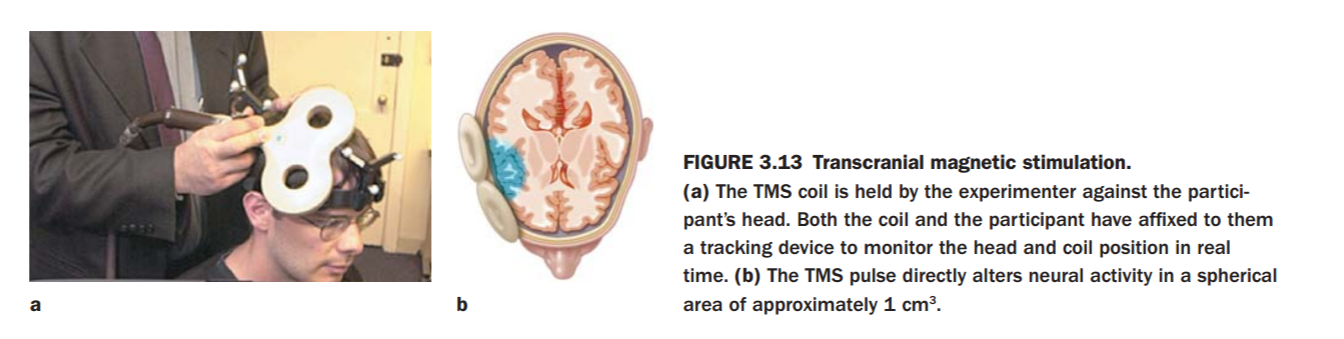 a
b
FIGURE 3.13 Transcranial magnetic stimulation.
(a) The TMS coil is held by the experimenter against the partici-
pant's head. Both the coil and the participant have affixed to them
a tracking device to monitor the head and coil position in real
time. (b) The TMS pulse directly alters neural activity in a spherical
area of approximately 1 cm³.